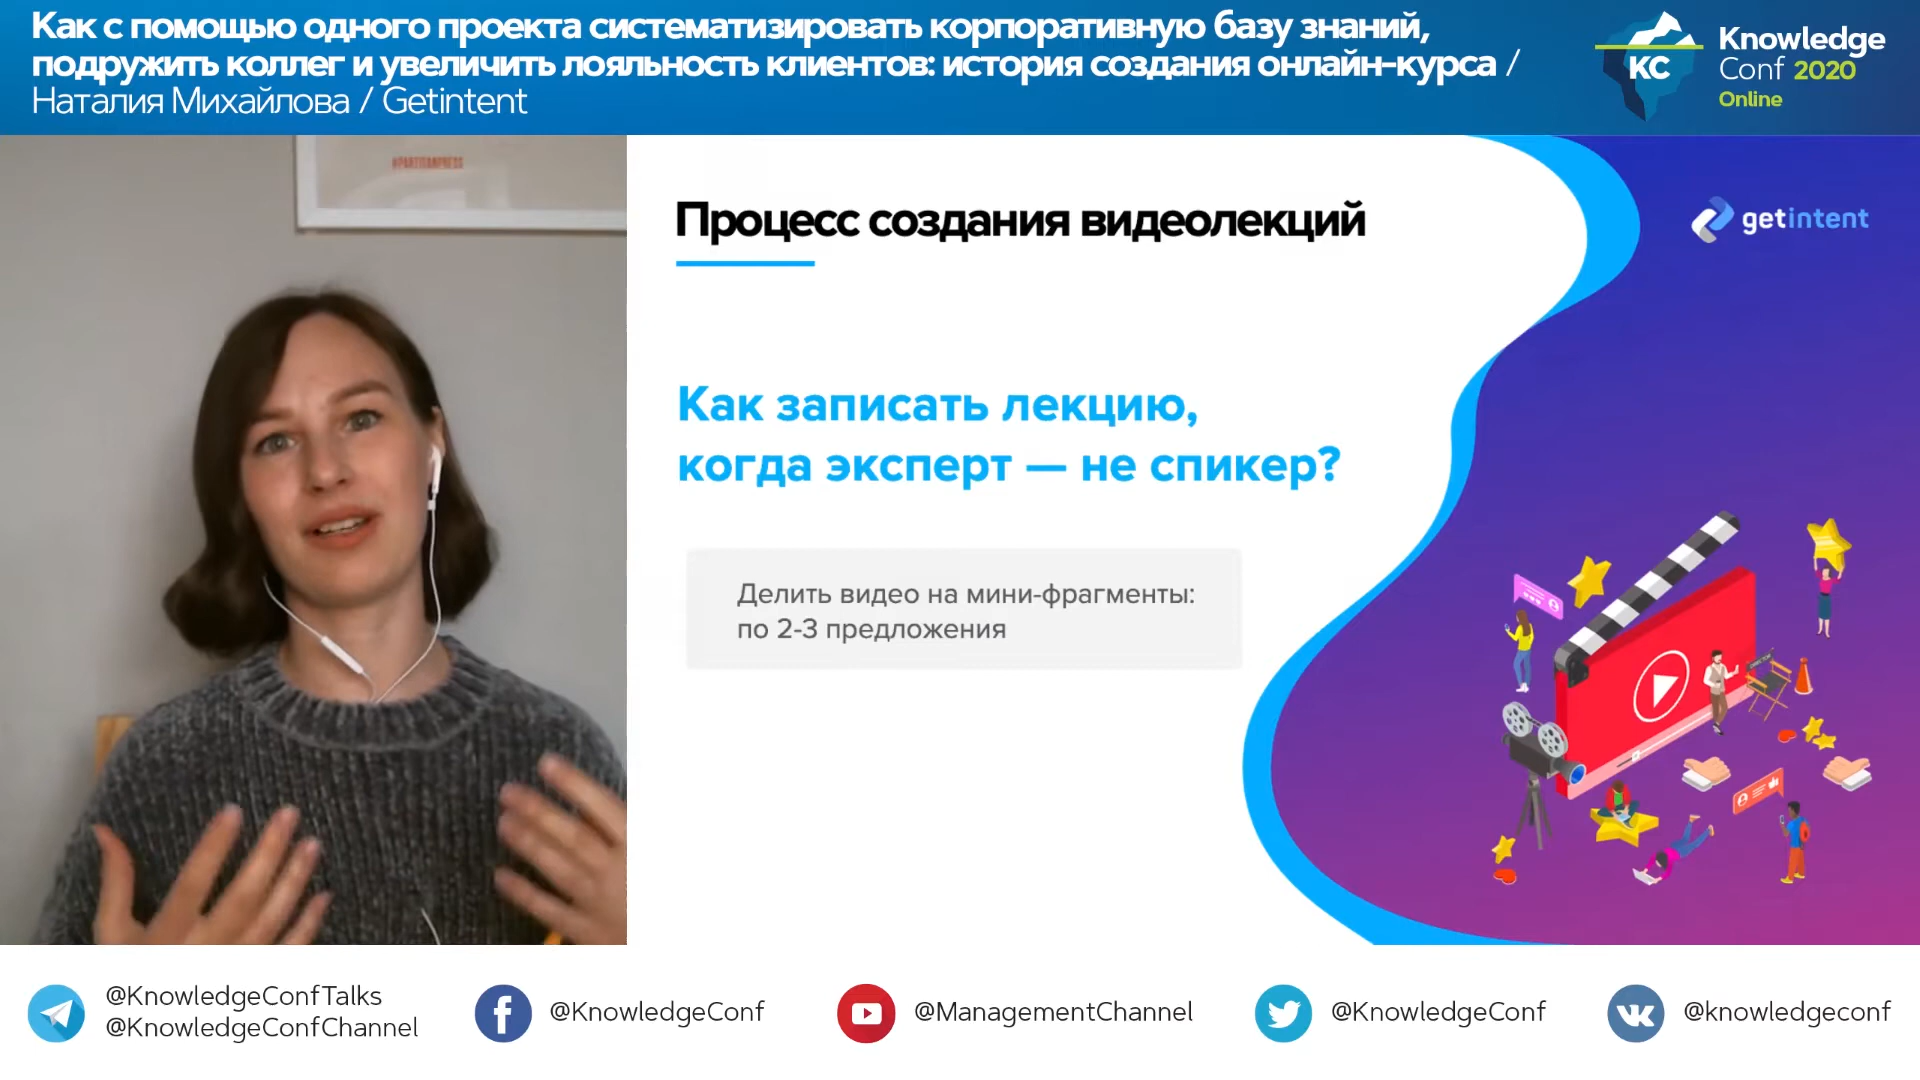 Как с помощью одного проекта систематизировать корпоративную базу знаний,
подружить коллег и увеличить лояльность клиентов: история создания онлайн-курса /
Наталия Михайлова / Getintent
KC
Knowledge
Conf 2020
Online
#PARTISANPRESS
Процесс создания видеолекций
getintent
Как записать лекцию,
когда эксперт — не спикер?
Делить видео на мини-фрагменты:
по 2-3 предложения
@KnowledgeConfTalks
@KnowledgeConfChannel
@KnowledgeConf
@ManagementChannel
@KnowledgeConf
@knowledgeconf